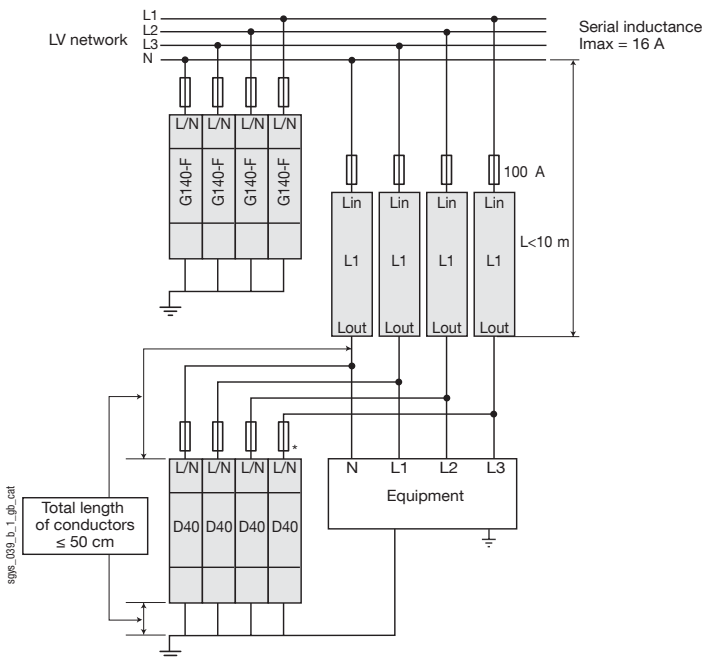 L1
L2
L3
N
LV network
Serial inductance
Imax = 16 A
L/N L/N L/N L/N
G140-F G140-F G140-F G140-F
100 A
Lin Lin Lin Lin
L1 L1 L1 L1
L<10 m
Lout Lout Lout Lout
*
L/N L/N L/N L/N
N L1 L2 L3
Equipment
D40 D40 D40 D40
Total length
of conductors
≤ 50 cm
sgys_039_b_1_gb_cat